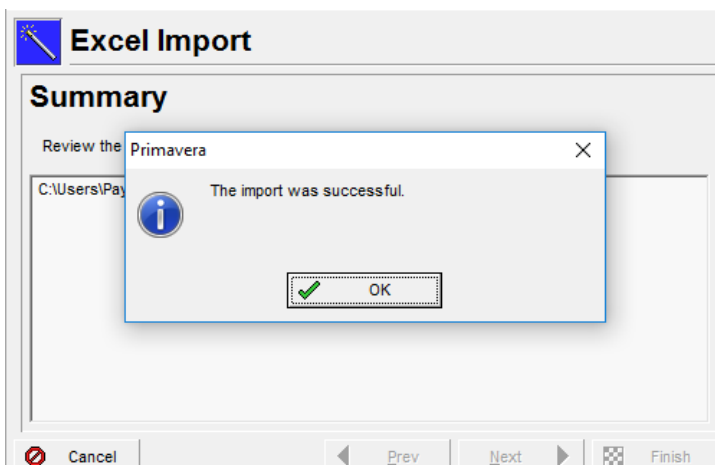 Excel Import
Summary
Review the
Primavera
C:\Users\Pay
The import was successful.
OK
Cancel
Prev
Next
Finish